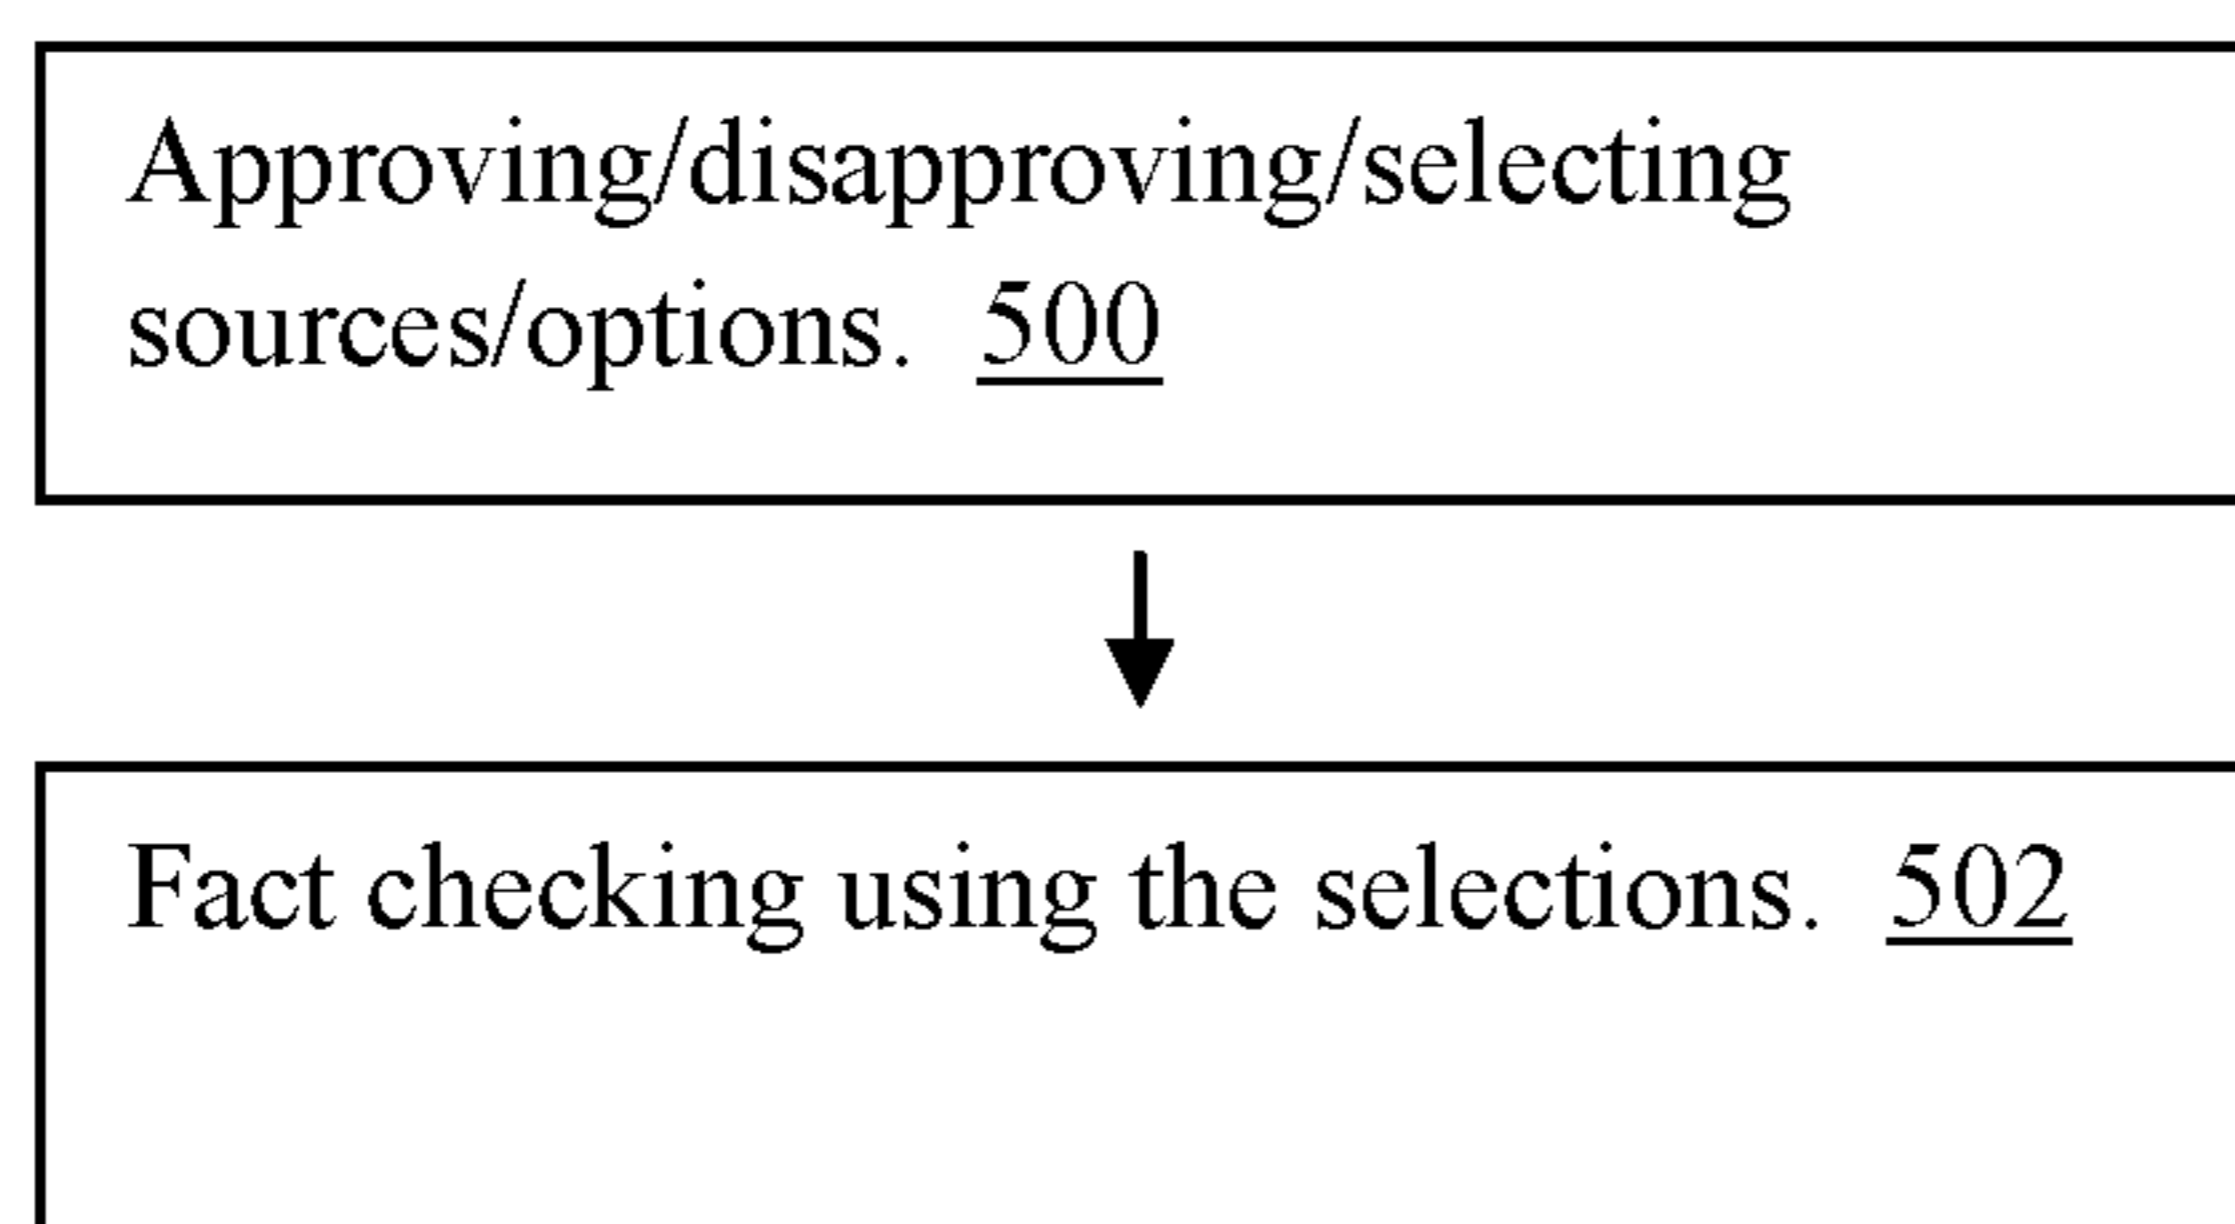 Approving/disapproving/selecting
sources/options. 500
Fact checking using the selections. 502